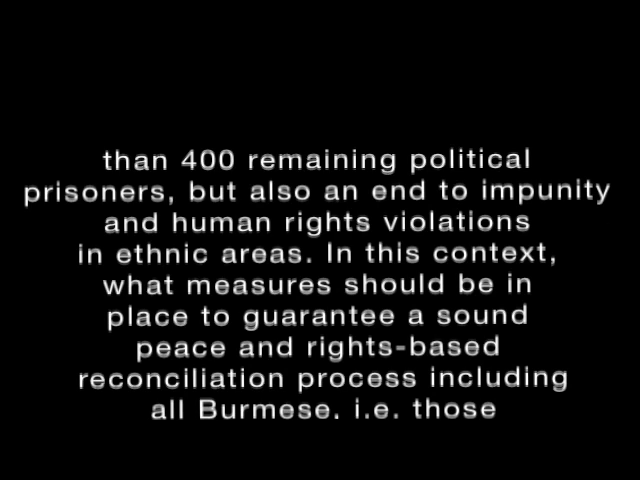 than 400 remaining political
prisoners, but also an end to impunity
and human rights violations
in ethnic areas. In this context,
what measures should be in
place to guarantee a sound
peace and rights-based
reconciliation process including
all Burmese. i.e. those